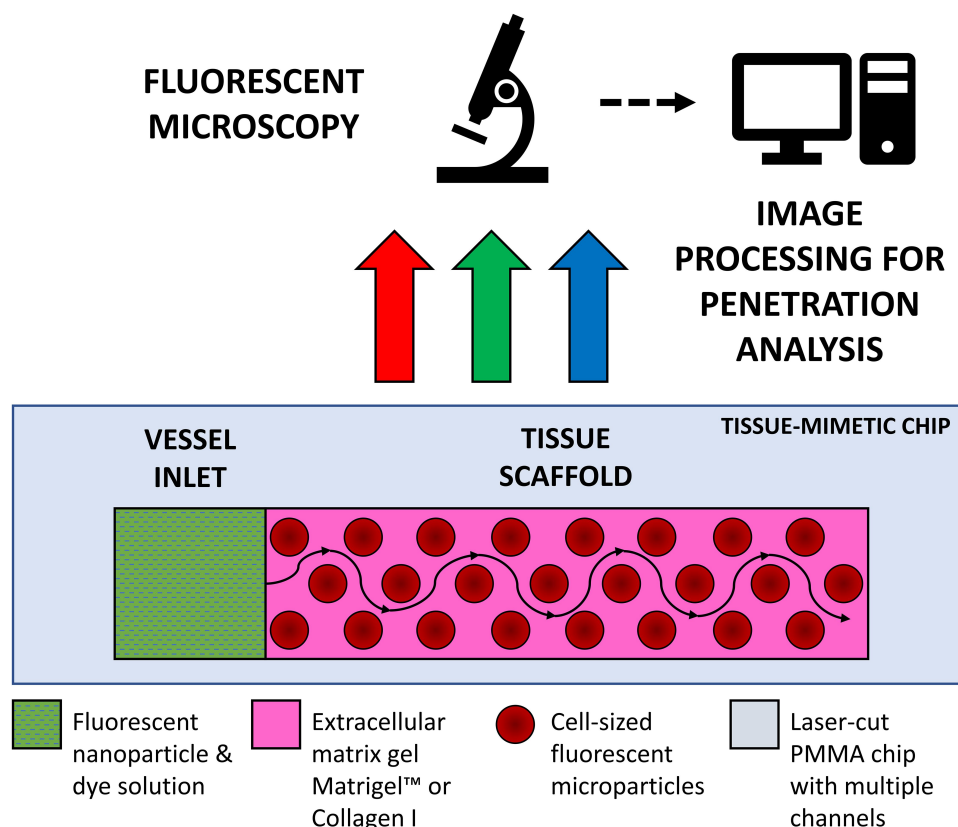 FLUORESCENT
MICROSCOPY
IMAGE
PROCESSING FOR
PENETRATION
ANALYSIS
TISSUE-MIMETIC CHIP
VESSEL
INLET
TISSUE
SCAFFOLD
Fluorescent
nanoparticle &
dye solution
Extracellular
matrix gel
Matrigel™ or
Collagen I
Cell-sized
fluorescent
microparticles
Laser-cut
PMMA chip
with multiple
channels